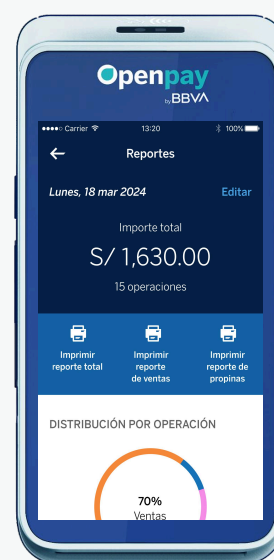 Openpay
by BBVA
Carrier 13:20 100%
Reportes
Lunes, 18 mar 2024 Editar
Importe total
S/ 1,630.00
15 operaciones
Imprimir
reporte total
Imprimir
reporte
de ventas
Imprimir
reporte de
propinas
DISTRIBUCIÓN POR OPERACIÓN
70%
Ventas